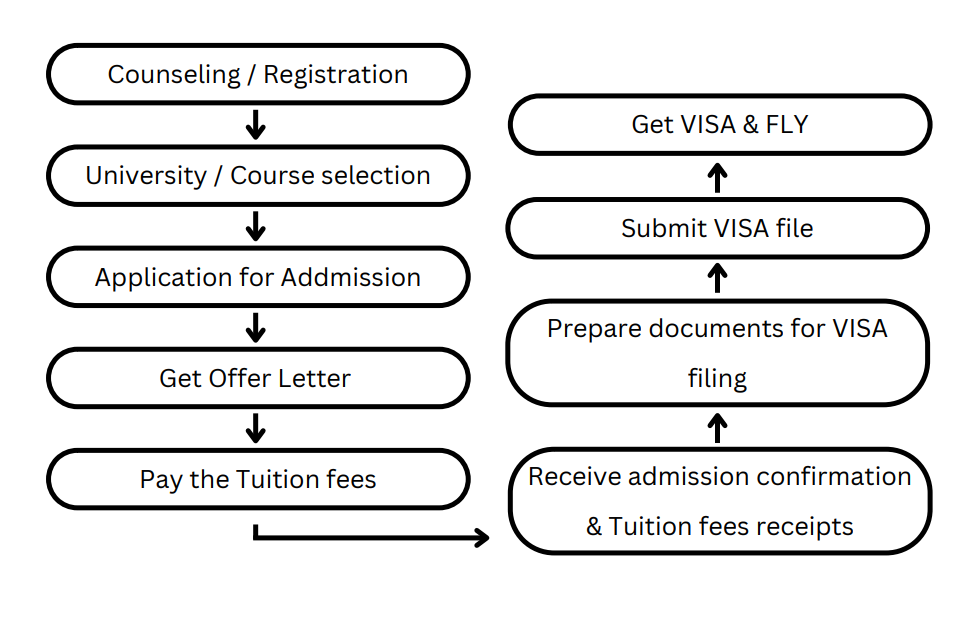 Counseling / Registration
University / Course selection
Application for Addmission
Get Offer Letter
Pay the Tuition fees
Receive admission confirmation
& Tuition fees receipts
Prepare documents for VISA
filing
Submit VISA file
Get VISA & FLY